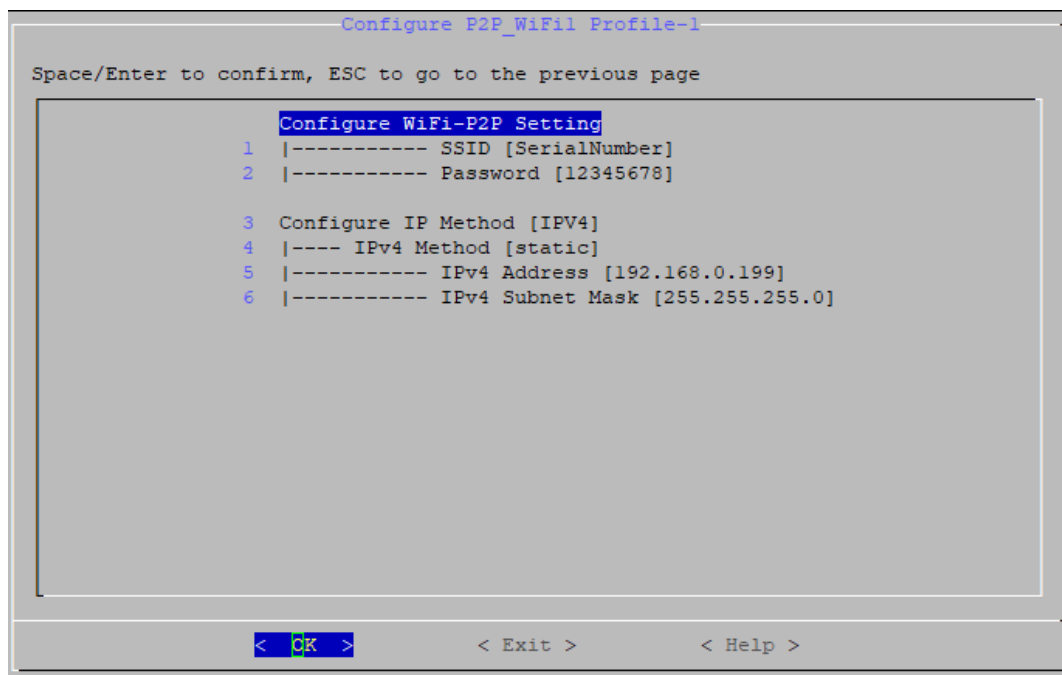 Configure P2P_WiFi1 Profile-1
Space/Enter to confirm, ESC to go to the previous page
Configure WiFi-P2P Setting
1 |----------- SSID [SerialNumber]
2 |----------- Password [12345678]
3 Configure IP Method [IPV4]
4 |---- IPv4 Method [static]
5 |----------- IPv4 Address [192.168.0.199]
6 |----------- IPv4 Subnet Mask [255.255.255.0]
< OK > < Exit > < Help >